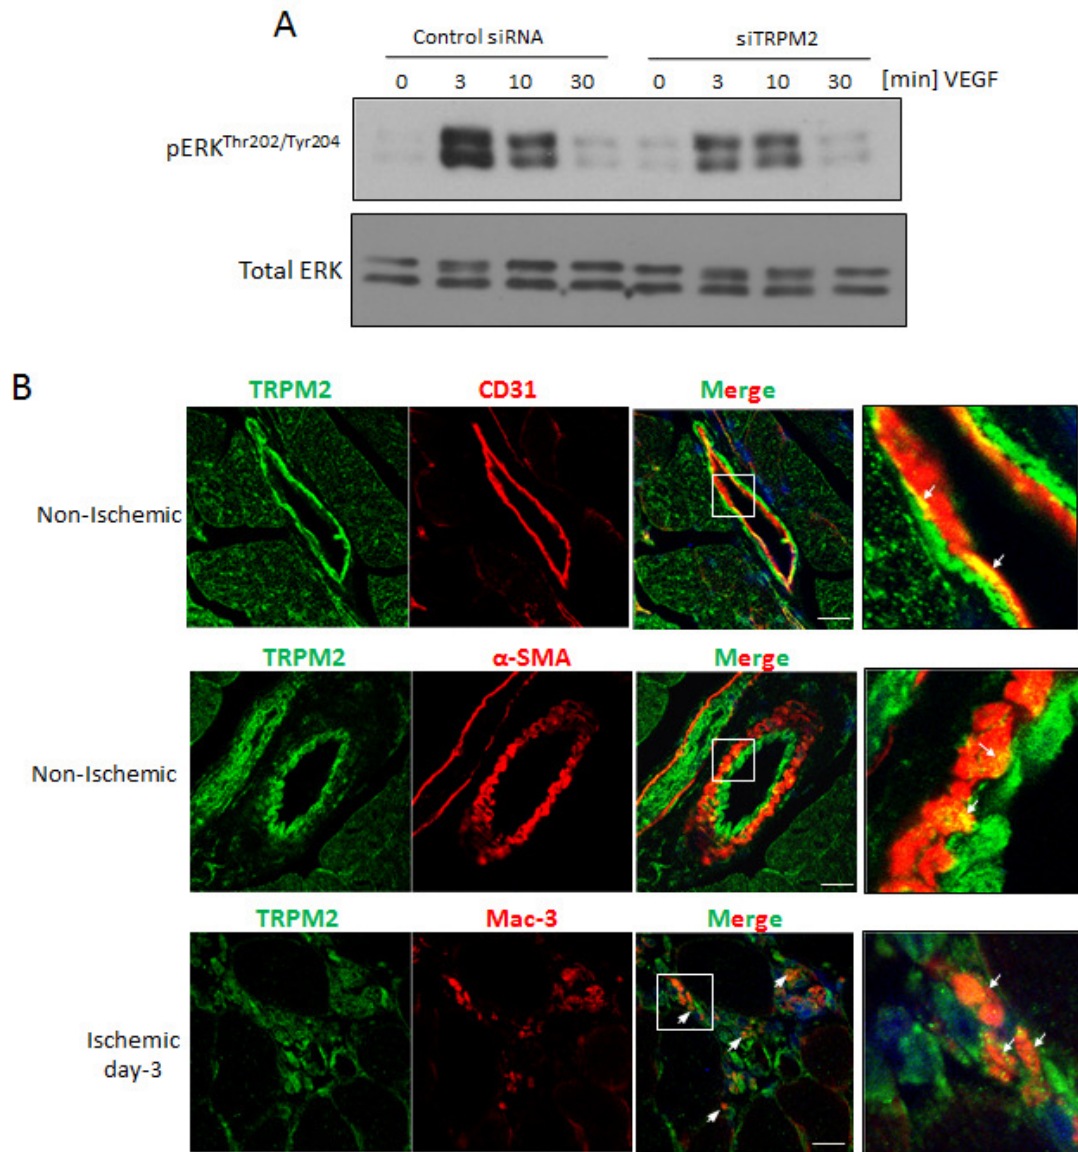 A
Control siRNA siTRPM2
0 3 10 30 0 3 10 30 [min] VEGF
pERKThr202/Tyr204
Total ERK
B
TRPM2 CD31 Merge
Non-Ischemic
TRPM2 α-SMA Merge
Non-Ischemic
TRPM2 Mac-3 Merge
Ischemic
day-3